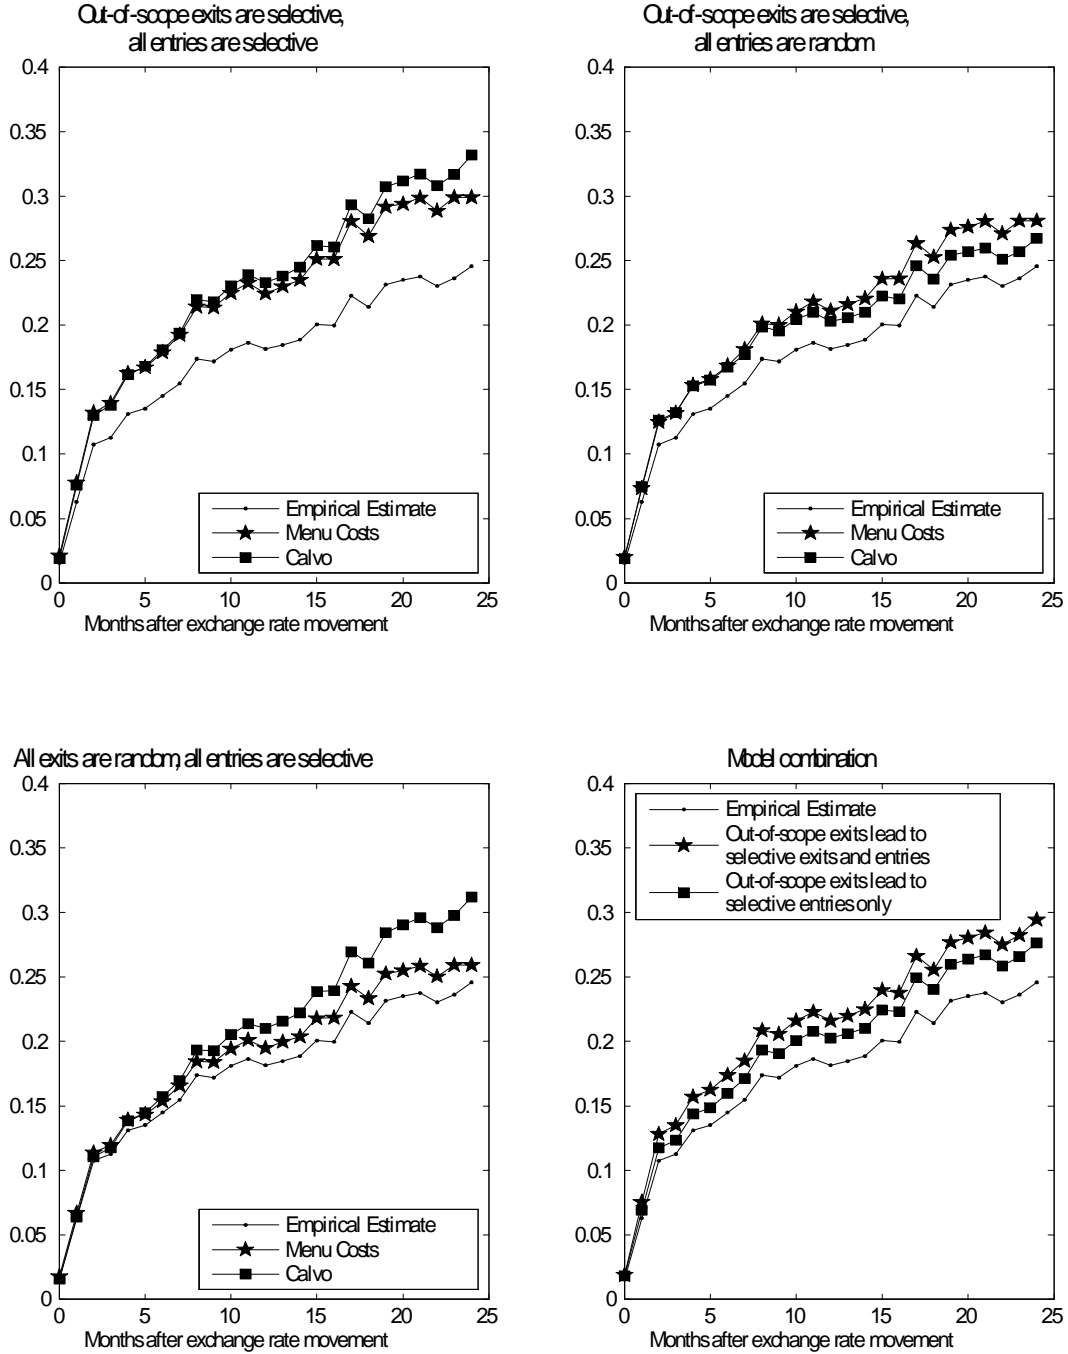 Out-of-scope exits are selective,
all entries are selective
0.4
0.35
0.3
0.25
0.2
0.15
0.1
0.05
0
Empirical Estimate
Menu Costs
Calvo
0 5 10 15 20 25
Months after exchange rate movement
Out-of-scope exits are selective,
all entries are random
0.4
0.35
0.3
0.25
0.2
0.15
0.1
0.05
0
Empirical Estimate
Menu Costs
Calvo
0 5 10 15 20 25
Months after exchange rate movement
All exits are random, all entries are selective
0.4
0.35
0.3
0.25
0.2
0.15
0.1
0.05
0
Empirical Estimate
Menu Costs
Calvo
0 5 10 15 20 25
Months after exchange rate movement
Model combination
0.4
0.35
0.3
0.25
0.2
0.15
0.1
0.05
0
Empirical Estimate
Out-of-scope exits lead to
selective exits and entries
Out-of-scope exits lead to
selective entries only
0 5 10 15 20 25
Months after exchange rate movement